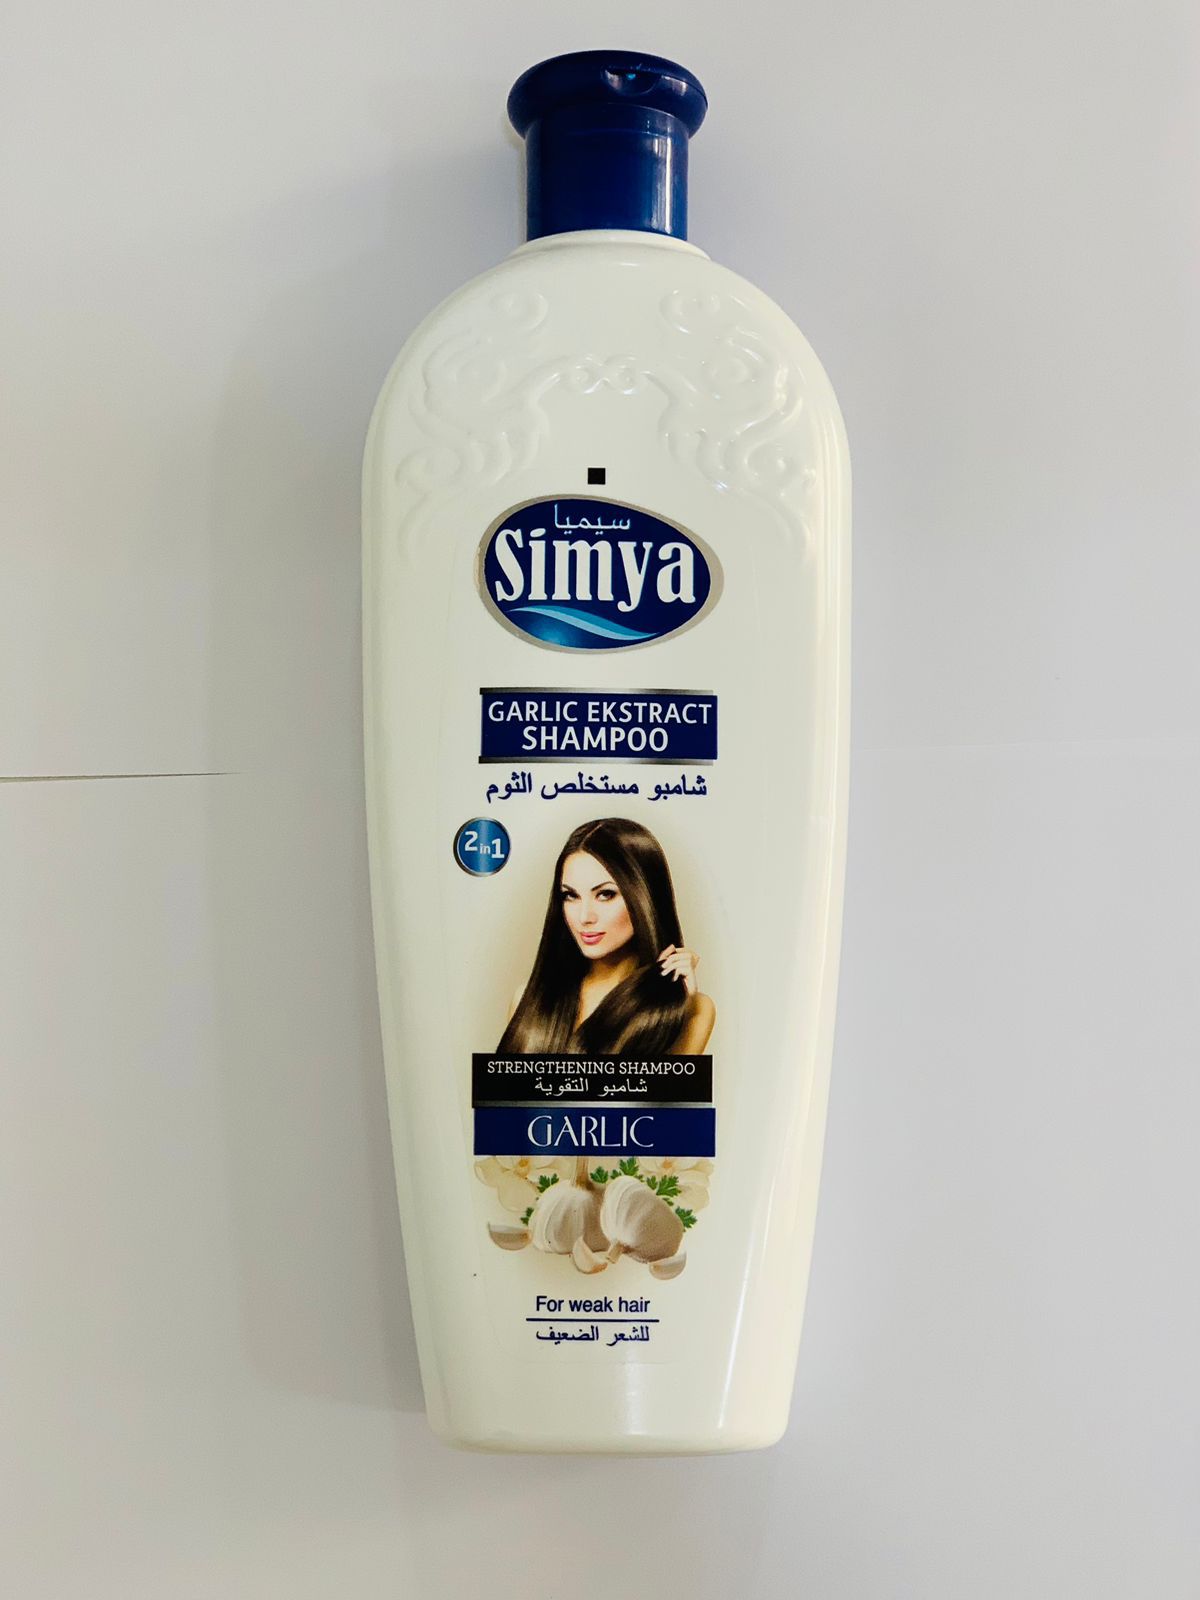 سيميا
Simya
GARLIC EKSTRACT
SHAMPOO
شامبو مستخلص الثوم
2in1
STRENGTHENING SHAMPOO
شامبو التقوية
GARLIC
For weak hair
للشعر الضعيف